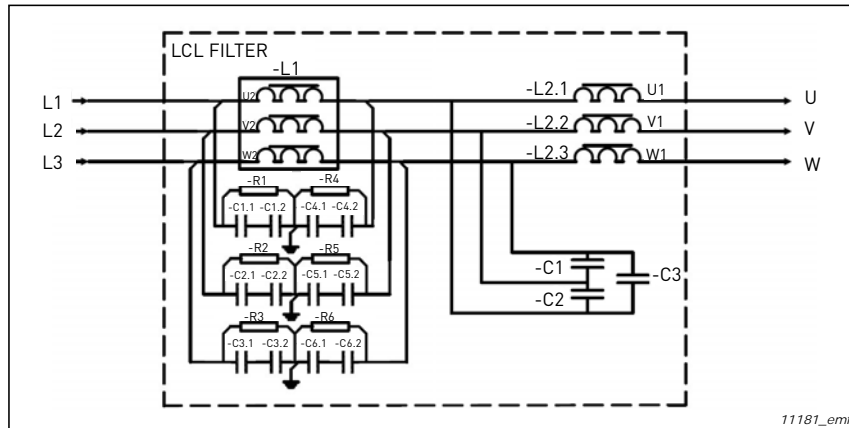 LCL FILTER
-L1
L1
U2
-L2.1
U1
U
L2
V2
-L2.2
V1
V
L3
W2
-L2.3
W1
W
-R1
-R4
-C1.1
-C1.2
-C4.1
-C4.2
-R2
-R5
-C2.1
-C2.2
-C5.1
-C5.2
-C1
-C3
-C2
-R3
-R6
-C3.1
-C3.2
-C6.1
-C6.2